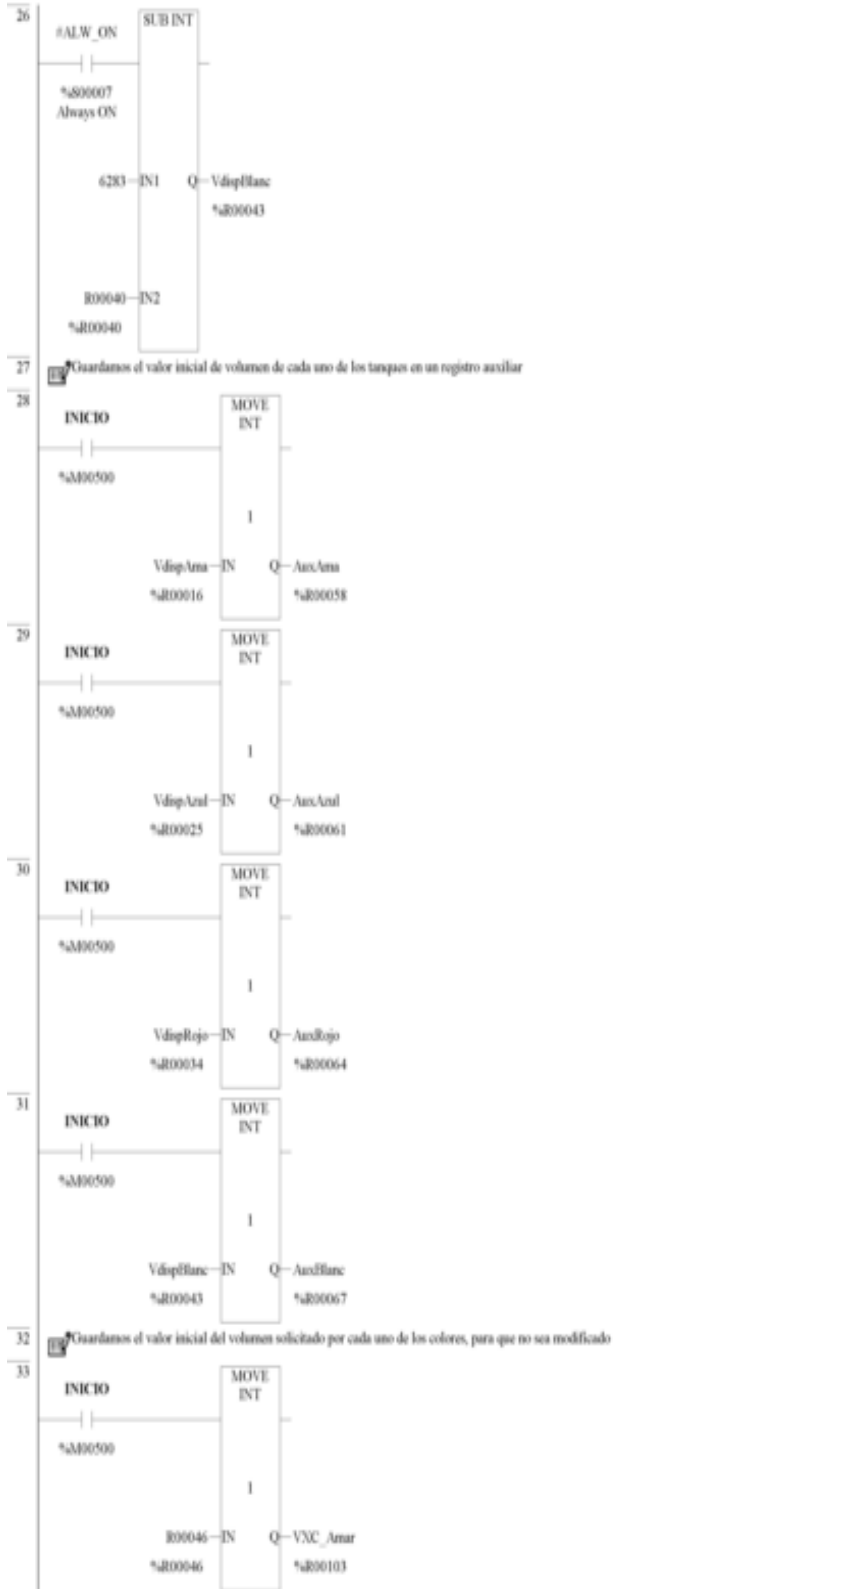 26
#ALW_ON
SUB INT
%S00007
Always ON
6283 IN1 Q VdispBlanc
%R00043
R00040 IN2
%R00040
27 Guardamos el valor inicial de volumen de cada uno de los tanques en un registro auxiliar
28
INICIO
MOVE
INT
%M00500
1
VdispAma IN Q AuxAma
%R00016 %R00058
29
INICIO
MOVE
INT
%M00500
1
VdispAzul IN Q AuxAzul
%R00025 %R00061
30
INICIO
MOVE
INT
%M00500
1
VdispRojo IN Q AuxRojo
%R00034 %R00064
31
INICIO
MOVE
INT
%M00500
1
VdispBlanc IN Q AuxBlanc
%R00043 %R00067
32 Guardamos el valor inicial del volumen solicitado por cada uno de los colores, para que no sea modificado
33
INICIO
MOVE
INT
%M00500
1
R00046 IN Q VXC_Amar
%R00046 %R00103